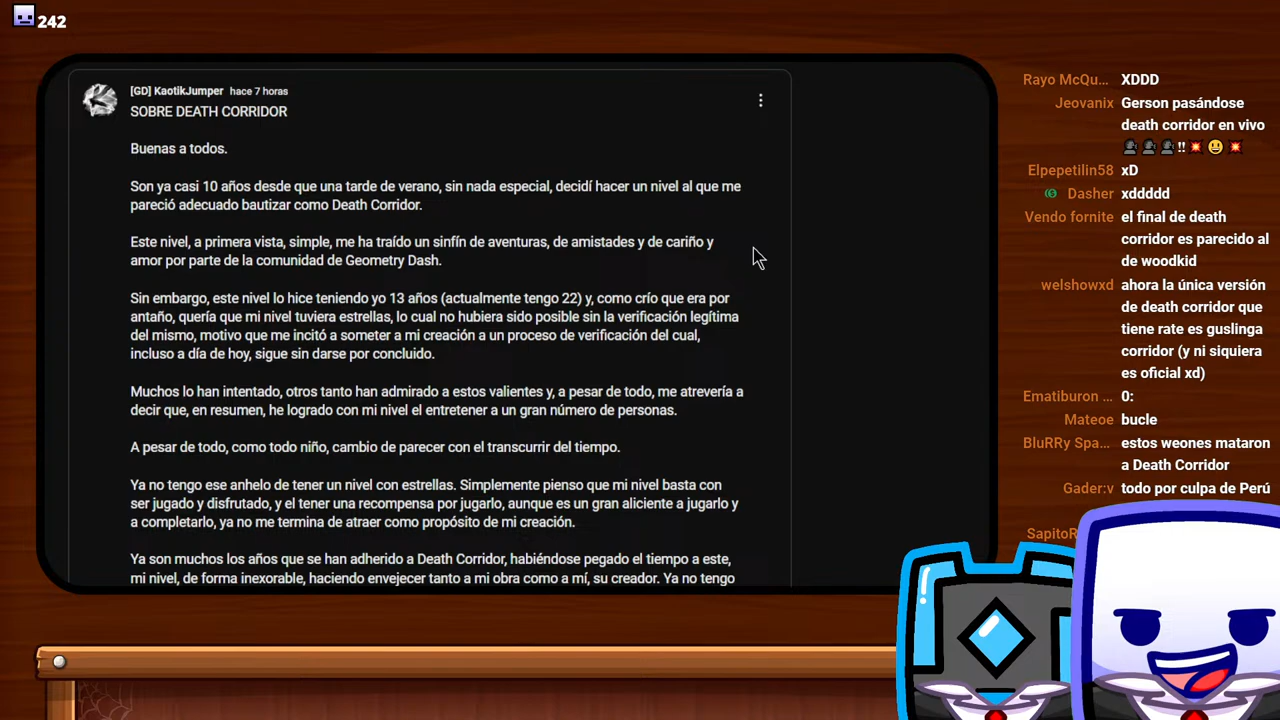 242
[GD] KaotikJumper hace 7 horas
SOBRE DEATH CORRIDOR
Buenas a todos.
Son ya casi 10 años desde que una tarde de verano, sin nada especial, decidí hacer un nivel al que me
pareció adecuado bautizar como Death Corridor.
Este nivel, a primera vista, simple, me ha traído un sinfín de aventuras, de amistades y de cariño y
amor por parte de la comunidad de Geometry Dash.
Sin embargo, este nivel lo hice teniendo yo 13 años (actualmente tengo 22) y, como crío que era por
antaño, quería que mi nivel tuviera estrellas, lo cual no hubiera sido posible sin la verificación legítima
del mismo, motivo que me incitó a someter a mi creación a un proceso de verificación del cual,
incluso a día de hoy, sigue sin darse por concluido.
Muchos lo han intentado, otros tanto han admirado a estos valientes y, a pesar de todo, me atrevería a
decir que, en resumen, he logrado con mi nivel el entretener a un gran número de personas.
A pesar de todo, como todo niño, cambio de parecer con el transcurrir del tiempo.
Ya no tengo ese anhelo de tener un nivel con estrellas. Simplemente pienso que mi nivel basta con
ser jugado y disfrutado, y el tener una recompensa por jugarlo, aunque es un gran aliciente a jugarlo y
a completarlo, ya no me termina de atraer como propósito de mi creación.
Ya son muchos los años que se han adherido a Death Corridor, habiéndose pegado el tiempo a este,
mi nivel, de forma inexorable, haciendo envejecer tanto a mi obra como a mí, su creador. Ya no tengo
Rayo McQu... XDDD
Jeovanix Gerson pasándose
death corridor en vivo
👥 👥 👥 ‼ 💥 😃 💥
Elpepetilin58 xD
Dasher xddddd
Vendo fornite el final de death
corridor es parecido al
de woodkid
welshowxd ahora la única versión
de death corridor que
tiene rate es guslinga
corridor (y ni siquiera
es oficial xd)
Ematiburon ... 0:
Mateoe bucle
BluRRy Spa... estos weones mataron
a Death Corridor
Gader:v todo por culpa de Perú